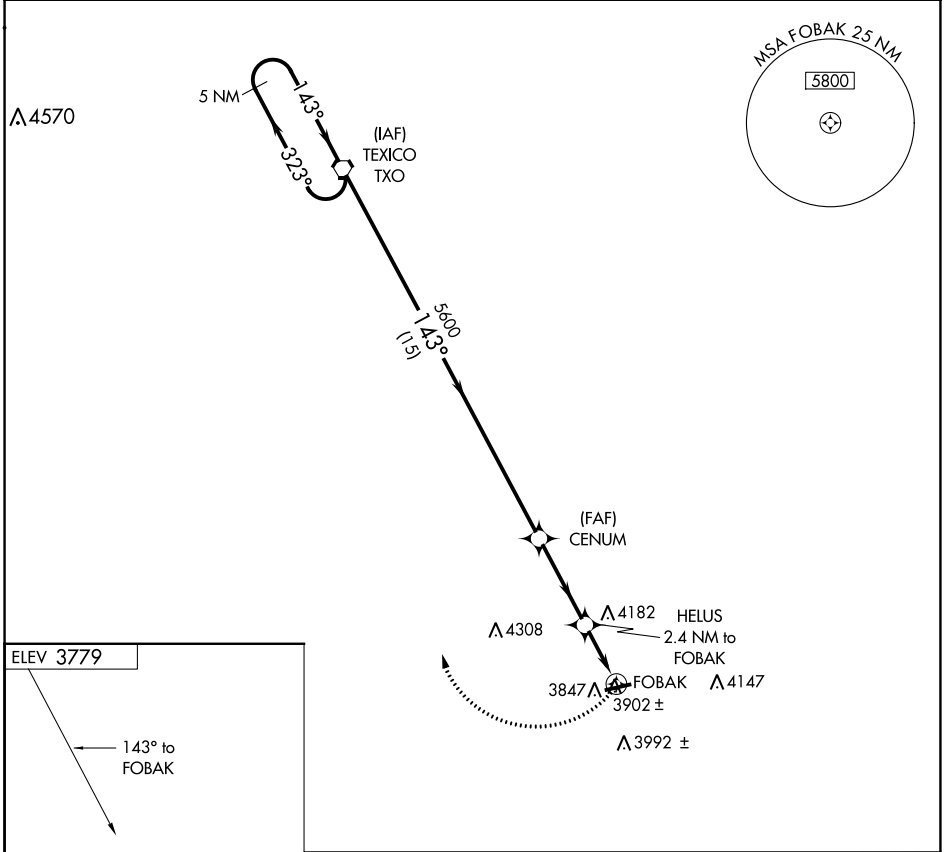 MSA FOBAK 25 NM
5800
5 NM
143°
4570
(IAF)
TEXICO
TXO
323°
5600
143°
(15)
(FAF)
CENUM
4182
HELUS
2.4 NM to
FOBAK
4308
ELEV 3779
3847
FOBAK
4147
3902 ±
3992 ±
143° to
FOBAK